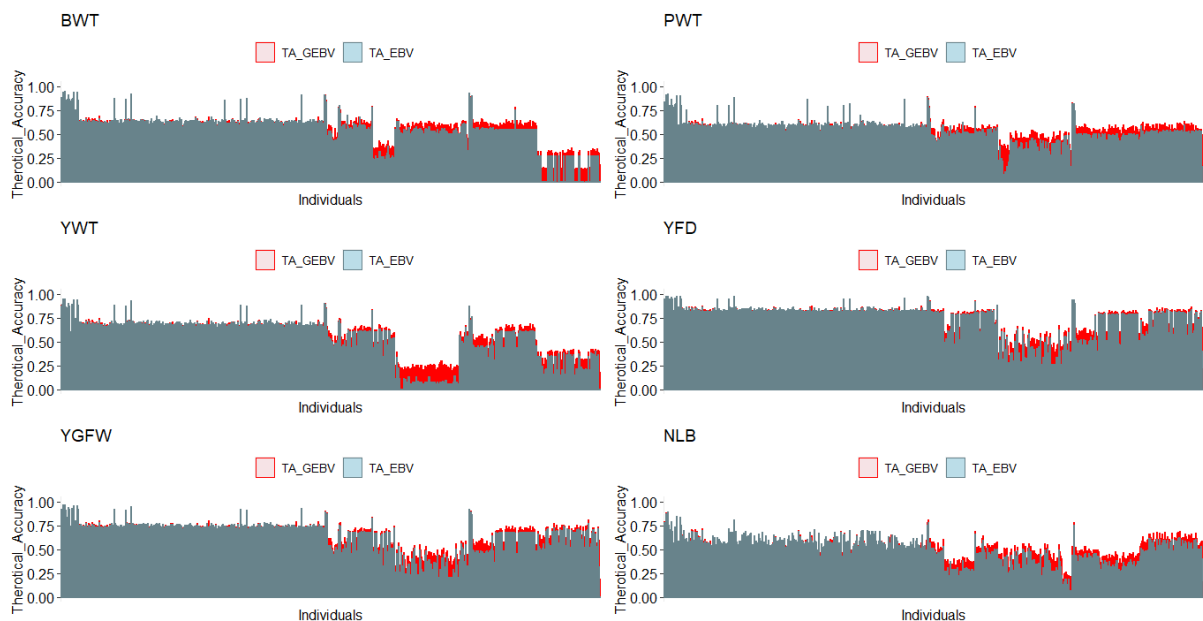 BWT
TA_GEBV TA_EBV
Therotical_Accuracy
1.00
0.75
0.50
0.25
0.00
Individuals
PWT
TA_GEBV TA_EBV
Therotical_Accuracy
1.00
0.75
0.50
0.25
0.00
Individuals
YWT
TA_GEBV TA_EBV
Therotical_Accuracy
1.00
0.75
0.50
0.25
0.00
Individuals
YFD
TA_GEBV TA_EBV
Therotical_Accuracy
1.00
0.75
0.50
0.25
0.00
Individuals
YGFW
TA_GEBV TA_EBV
Therotical_Accuracy
1.00
0.75
0.50
0.25
0.00
Individuals
NLB
TA_GEBV TA_EBV
Therotical_Accuracy
1.00
0.75
0.50
0.25
0.00
Individuals